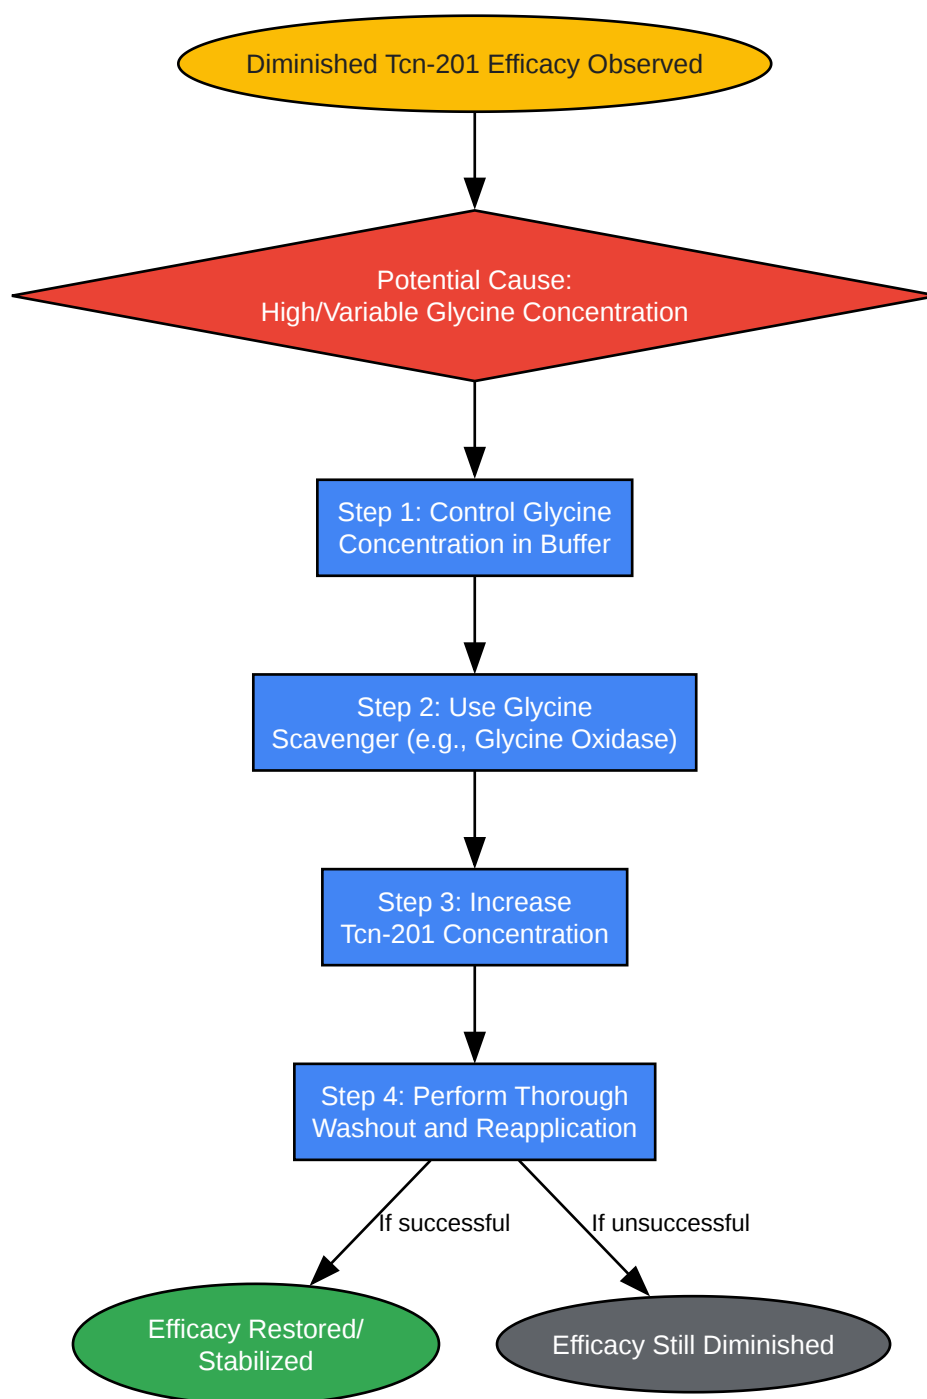 Diminished Tcn-201 Efficacy Observed
Potential Cause:
High/Variable Glycine Concentration
Step 1: Control Glycine
Concentration in Buffer
Step 2: Use Glycine
Scavenger (e.g., Glycine Oxidase)
Step 3: Increase
Tcn-201 Concentration
Step 4: Perform Thorough
Washout and Reapplication
If successful
If unsuccessful
Efficacy Restored/
Stabilized
Efficacy Still Diminished